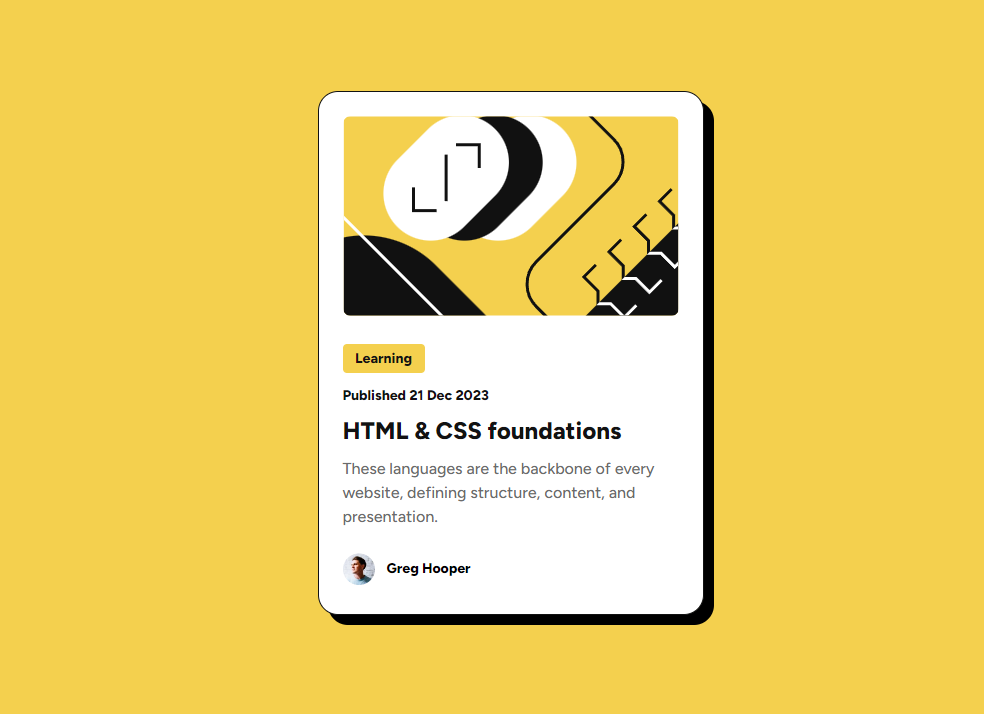 Learning
Published 21 Dec 2023
HTML & CSS foundations
These languages are the backbone of every
website, defining structure, content, and
presentation.
Greg Hooper